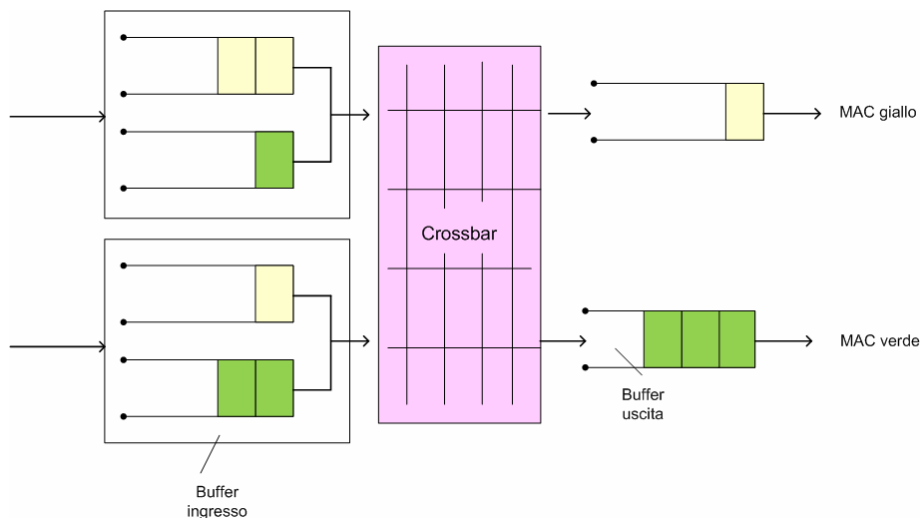 MAC giallo
Crossbar
MAC verde
Buffer
uscita
Buffer
ingresso